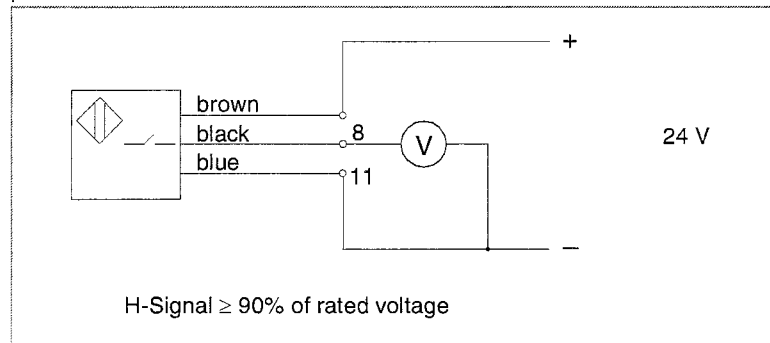 +
brown
black
8
V
24 V
blue
11
−
H-Signal ≥ 90% of rated voltage